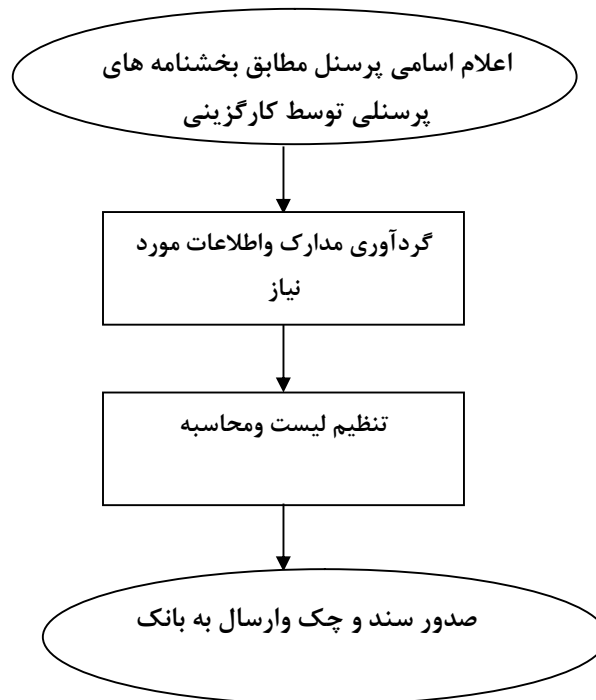 اعلام اسامی پرسنل مطابق بخشنامه های
پرسنلی توسط کارگزینی
گردآوری مدارک واطلاعات مورد
نیاز
تنظیم لیست ومحاسبه
صدور سند و چک وارسال به بانک